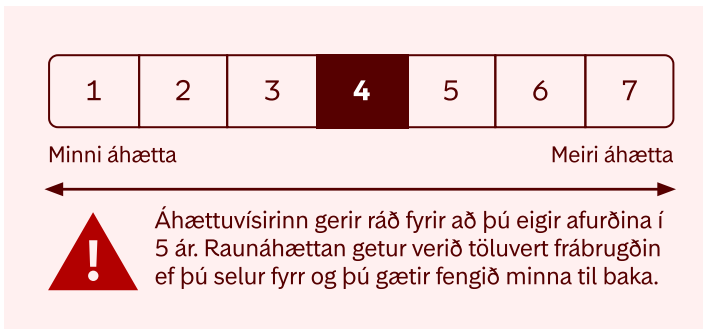 1 2 3 4 5 6 7
Minni áhætta Meiri áhætta
!
Áhættuvísirinn gerir ráð fyrir að þú eigir afurðina í
5 ár. Raunáhættan getur verið töluvert frábrugðin
ef þú selur fyrr og þú gætir fengið minna til baka.